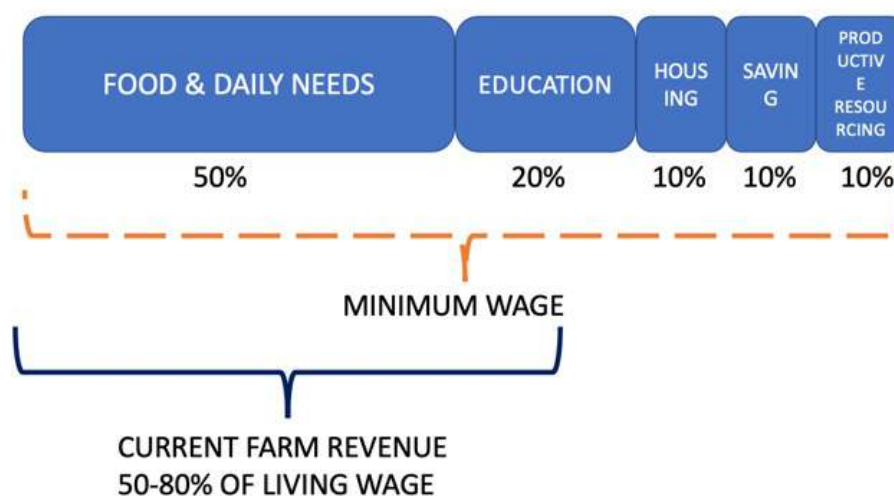 FOOD & DAILY NEEDS
EDUCATION
HOUS
ING
SAVIN
G
PROD
UCTIV
E
RESOU
RCING
50%
20%
10%
10%
10%
MINIMUM WAGE
CURRENT FARM REVENUE
50-80% OF LIVING WAGE